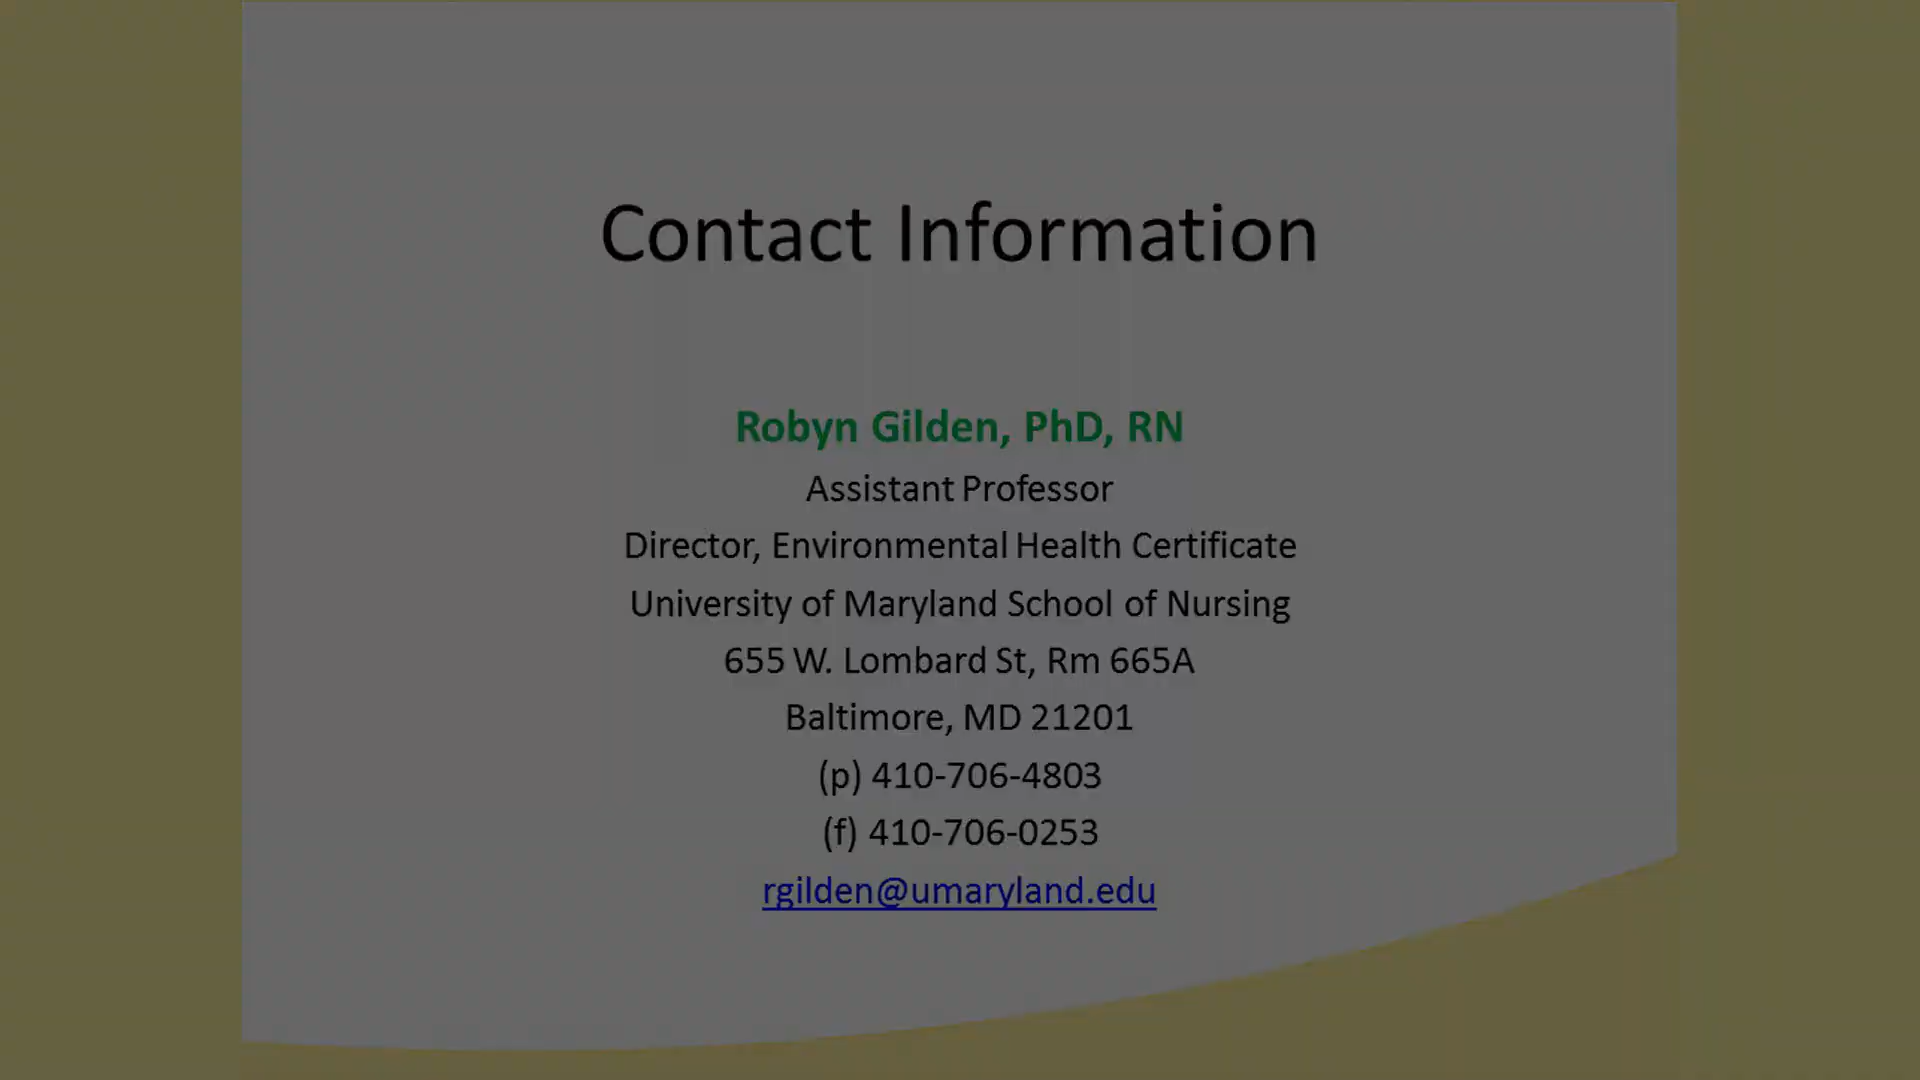 Contact Information
Robyn Gilden, PhD, RN
Assistant Professor
Director, Environmental Health Certificate
University of Maryland School of Nursing
655 W. Lombard St, Rm 665A
Baltimore, MD 21201
(p) 410-706-4803
(f) 410-706-0253
rgilden@umaryland.edu